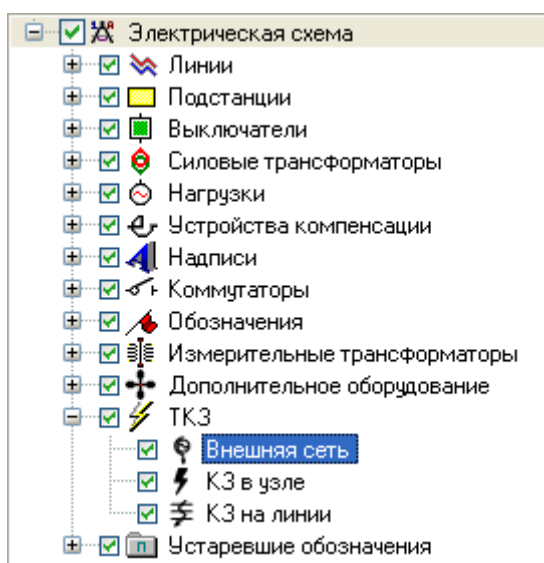 Электрическая схема
Линии
Подстанции
Выключатели
Силовые трансформаторы
Нагрузки
Устройства компенсации
Надписи
Коммутаторы
Обозначения
Измерительные трансформаторы
Дополнительное оборудование
ТКЗ
Внешняя сеть
КЗ в узле
КЗ на линии
Устаревшие обозначения